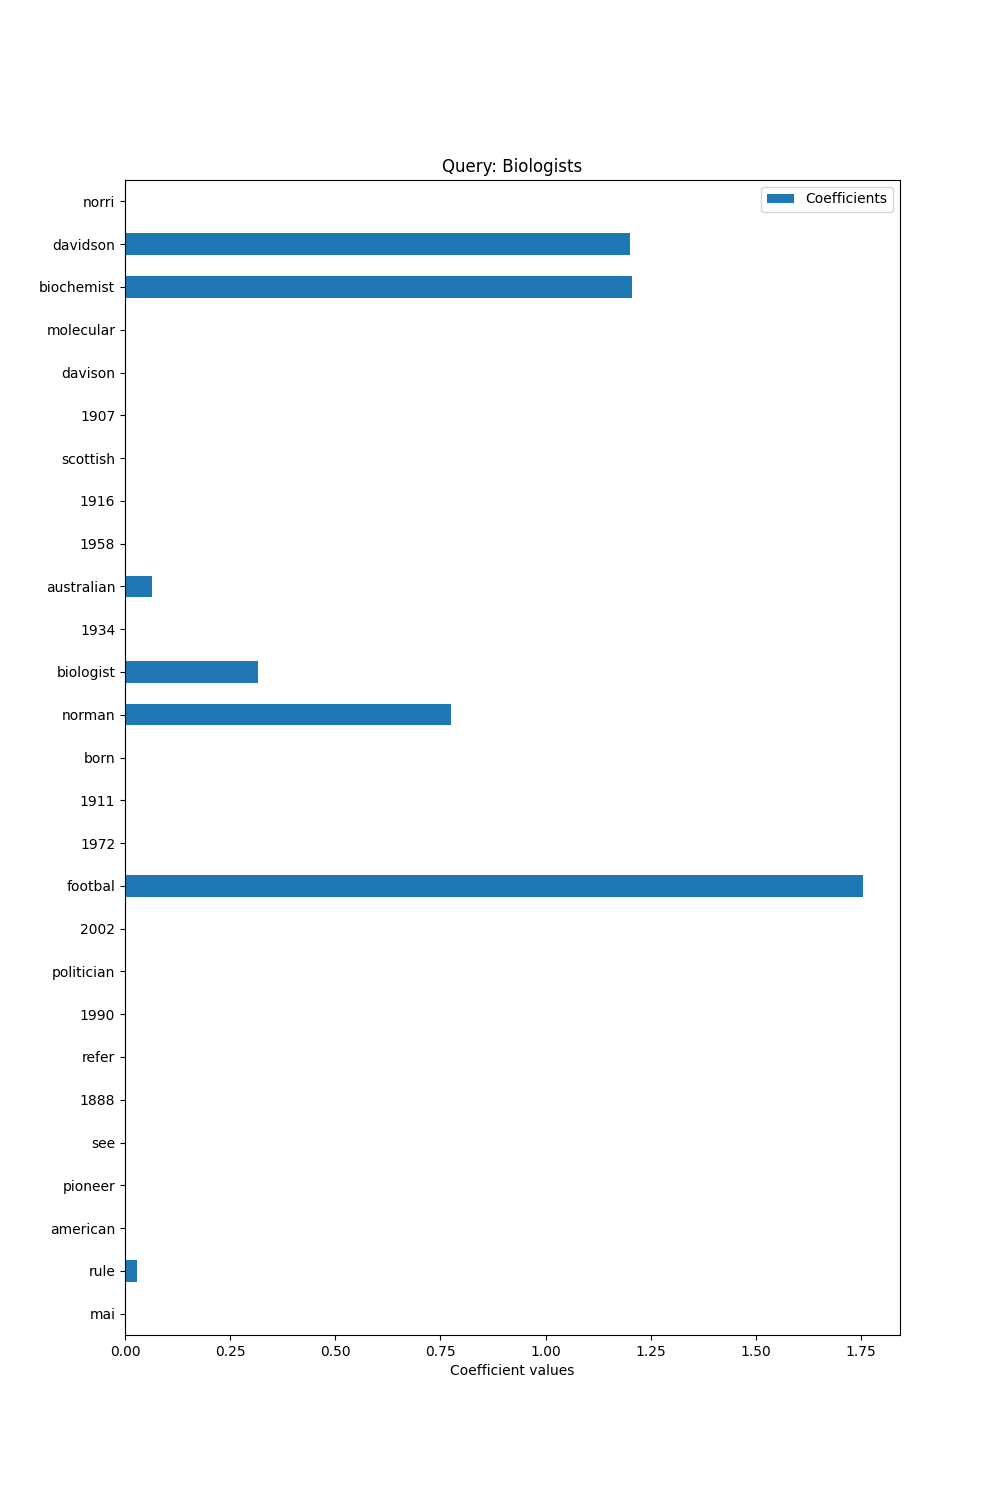 Query: Biologists
Coefficients
norri
davidson
biochemist
molecular
davison
1907
scottish
1916
1958
australian
1934
biologist
norman
born
1911
1972
footbal
2002
politician
1990
refer
1888
see
pioneer
american
rule
mai
0.00 0.25 0.50 0.75 1.00 1.25 1.50 1.75
Coefficient values